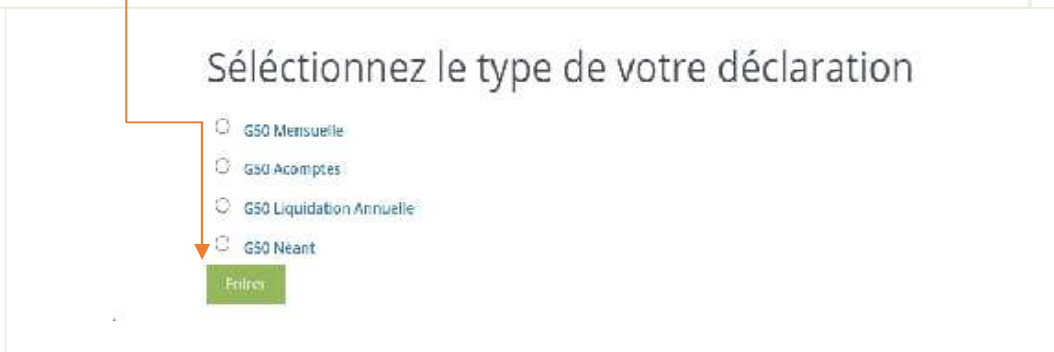 Séléctionnez le type de votre déclaration
G50 Mensuelle
G50 Acomptes
G50 Liquidation Annuelle
G50 Néant
Entrer